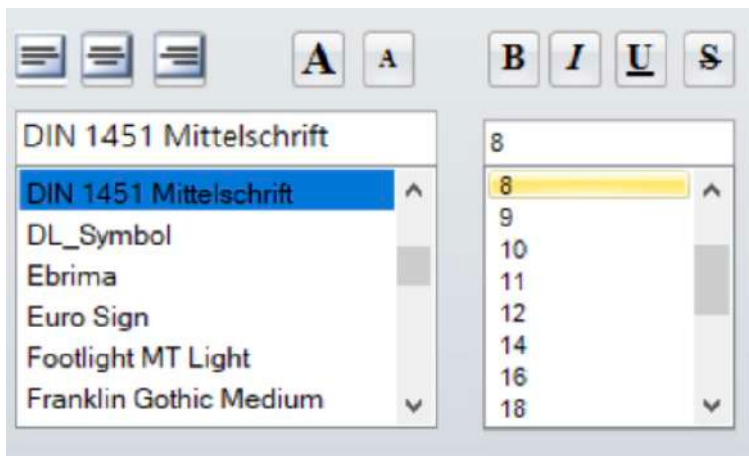 A A B I U S
DIN 1451 Mittelschrift
8
DIN 1451 Mittelschrift
DL_Symbol
Ebrima
Euro Sign
Footlight MT Light
Franklin Gothic Medium
8
9
10
11
12
14
16
18